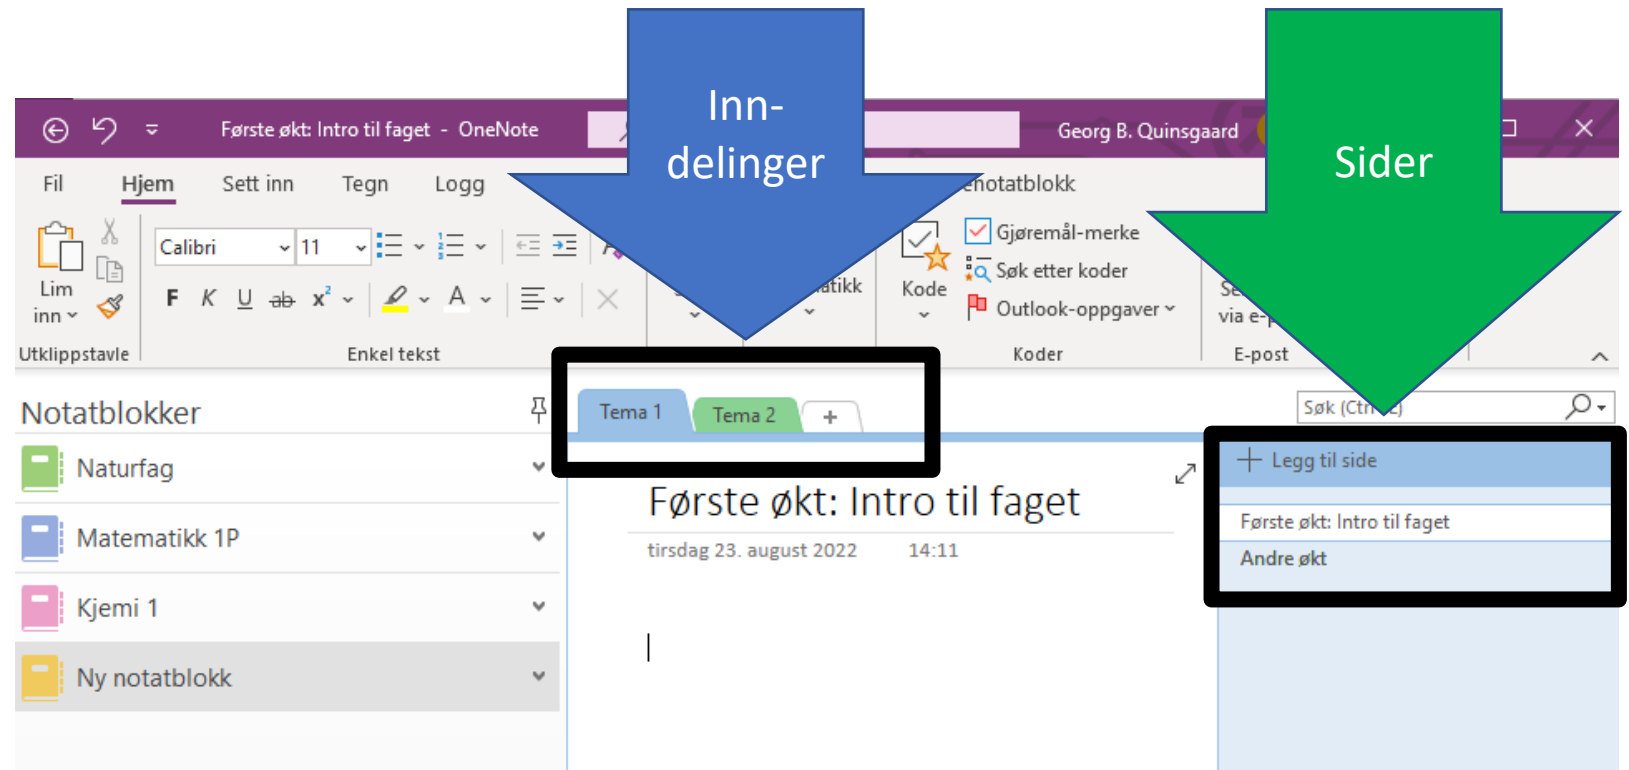 Inn-
delinger
Sider
Første økt: Intro til faget - OneNote
Georg B. Quinsgaard
Fil Hjem Sett inn Tegn Logg
Calibri 11
Gjøremål-merke
Søk etter koder
Outlook-oppgaver
Lim
inn
F K U ab x²
A
Kode
via
Utklippstavle Enkel tekst Koder E-post
Notatblokker
Tema 1 Tema 2 +
Søk
Naturfag
Matematikk 1P
Kjemi 1
Ny notatblokk
Første økt: Intro til faget
tirsdag 23. august 2022 14:11
Legg til side
Første økt: Intro til faget
Andre økt